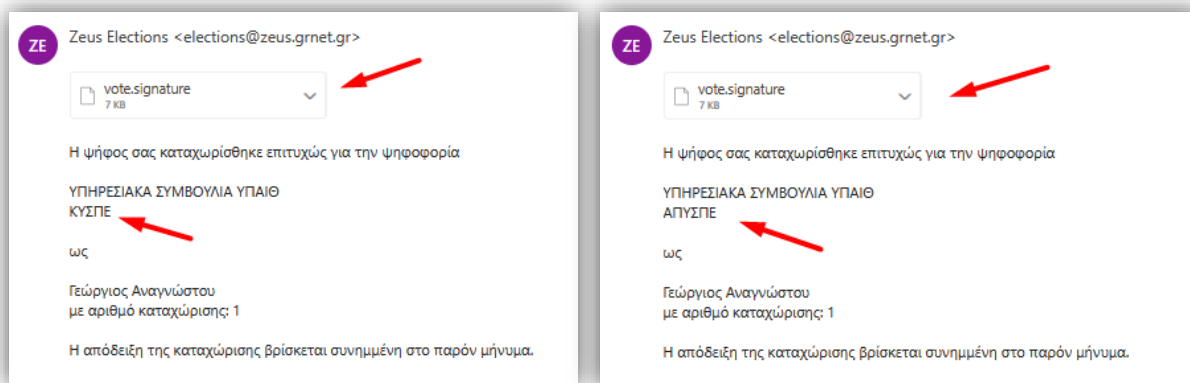 ZE
Zeus Elections <elections@zeus.grnet.gr>
vote.signature
7 KB
Η ψήφος σας καταχωρίσθηκε επιτυχώς για την ψηφοφορία
ΥΠΗΡΕΣΙΑΚΑ ΣΥΜΒΟΥΛΙΑ ΥΠΑΙΘ
ΚΥΣΠΕ
ως
Γεώργιος Αναγνώστου
με αριθμό καταχώρισης: 1
Η απόδειξη της καταχώρισης βρίσκεται συνημμένη στο παρόν μήνυμα.
ZE
Zeus Elections <elections@zeus.grnet.gr>
vote.signature
7 KB
Η ψήφος σας καταχωρίσθηκε επιτυχώς για την ψηφοφορία
ΥΠΗΡΕΣΙΑΚΑ ΣΥΜΒΟΥΛΙΑ ΥΠΑΙΘ
ΑΠΥΣΠΕ
ως
Γεώργιος Αναγνώστου
με αριθμό καταχώρισης: 1
Η απόδειξη της καταχώρισης βρίσκεται συνημμένη στο παρόν μήνυμα.